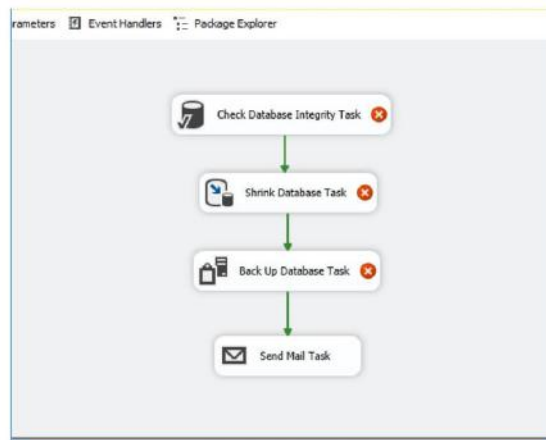 rameters Event Handlers Package Explorer
Check Database Integrity Task
Shrink Database Task
Back Up Database Task
Send Mail Task